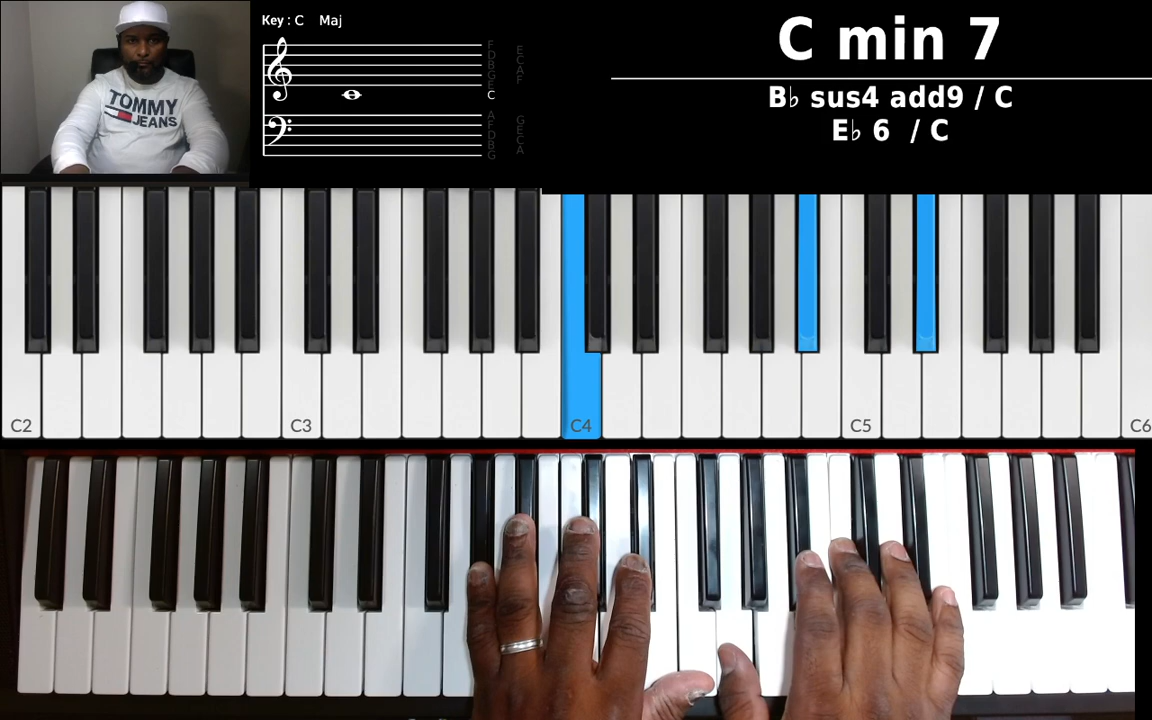 Key : C Maj
F
D
B
G
E
C
A
F
D
B
G
E
C
A
F
G
E
C
A
C min 7
B♭ sus4 add9 / C
E♭ 6 / C
TOMMY
JEANS
C2
C3
C4
C5
C6